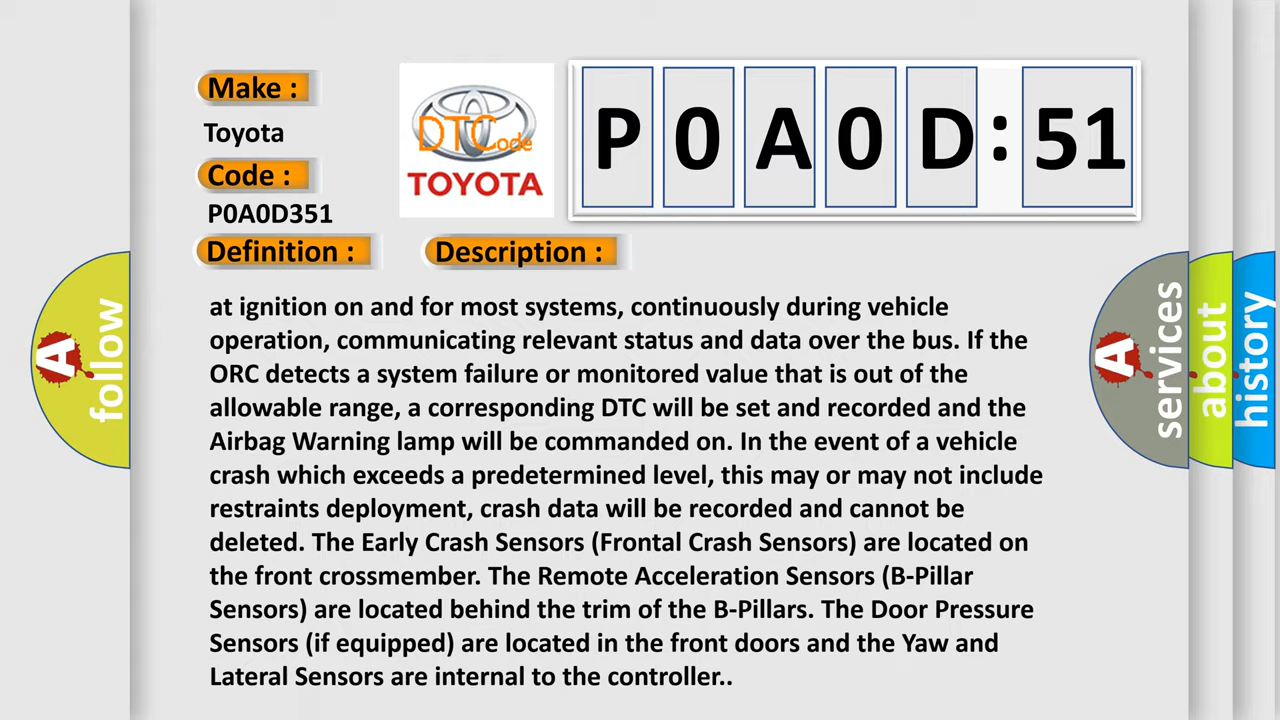 Make :
Toyota
Code :
P0A0D351
Definition :
Description :
DTCode
TOYOTA
P0A0D:51
at ignition on and for most systems, continuously during vehicle
operation, communicating relevant status and data over the bus. If the
ORC detects a system failure or monitored value that is out of the
allowable range, a corresponding DTC will be set and recorded and the
Airbag Warning lamp will be commanded on. In the event of a vehicle
crash which exceeds a predetermined level, this may or may not include
restraints deployment, crash data will be recorded and cannot be
deleted. The Early Crash Sensors (Frontal Crash Sensors) are located on
the front crossmember. The Remote Acceleration Sensors (B-Pillar
Sensors) are located behind the trim of the B-Pillars. The Door Pressure
Sensors (if equipped) are located in the front doors and the Yaw and
Lateral Sensors are internal to the controller..
A
follow
A
services
about
history